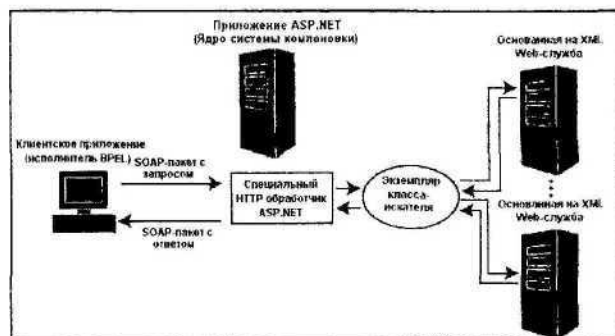 Приложение ASP.NET
(Ядро системы компоновки)
Основанная на XML
Web-служба
Клиентское приложение
(исполнитель BPEL)
SOAP-пакет с
запросом
Специальный
HTTP обработчик
ASP.NET
Экземпляр
класса-
искателя
SOAP-пакет с
ответом
Основанная на XML
Web-служба